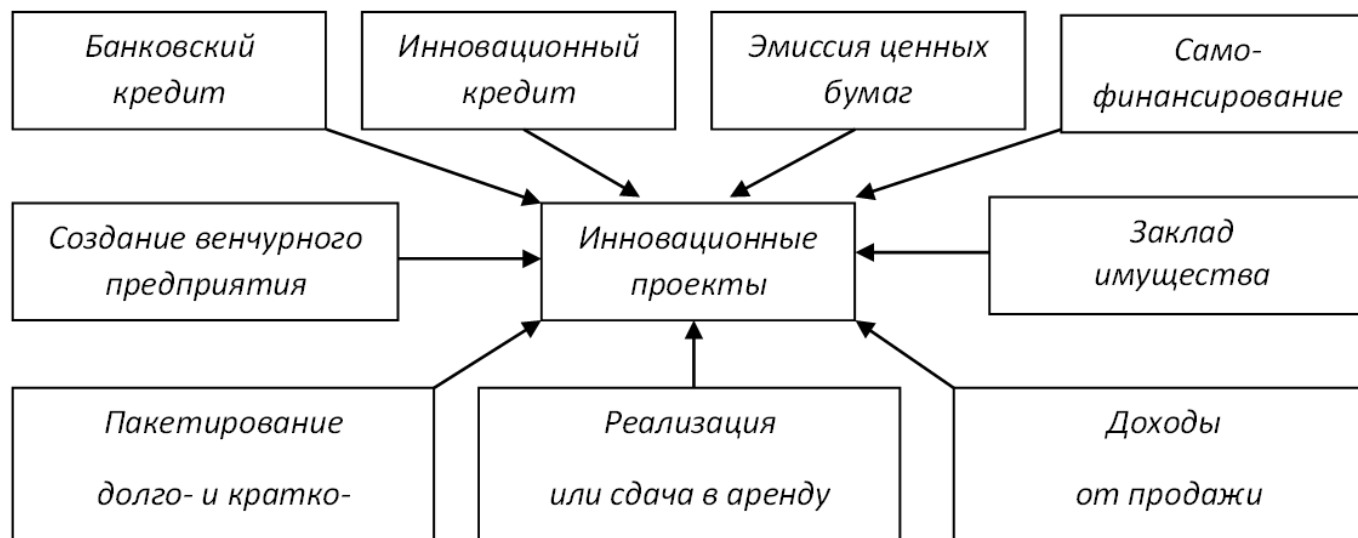 Банковский
кредит
Инновационный
кредит
Эмиссия ценных
бумаг
Само-
финансирование
Создание венчурного
предприятия
Инновационные
проекты
Заклад
имущества
Пакетирование
долго- и кратко-
Реализация
или сдача в аренду
Доходы
от продажи